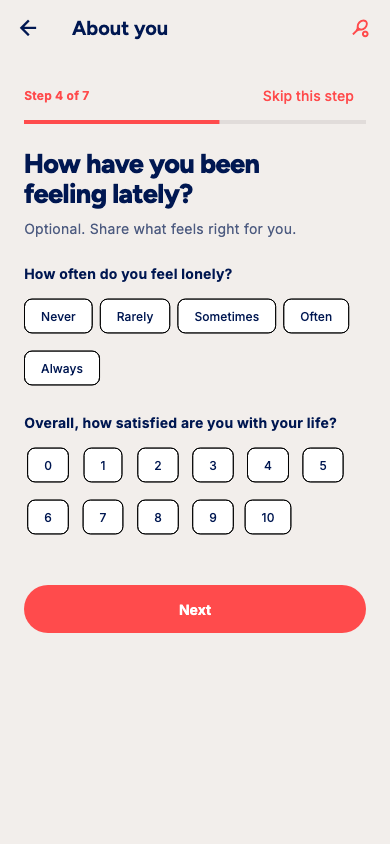 About you
Step 4 of 7
Skip this step
How have you been
feeling lately?
Optional. Share what feels right for you.
How often do you feel lonely?
Never
Rarely
Sometimes
Often
Always
Overall, how satisfied are you with your life?
0
1
2
3
4
5
6
7
8
9
10
Next